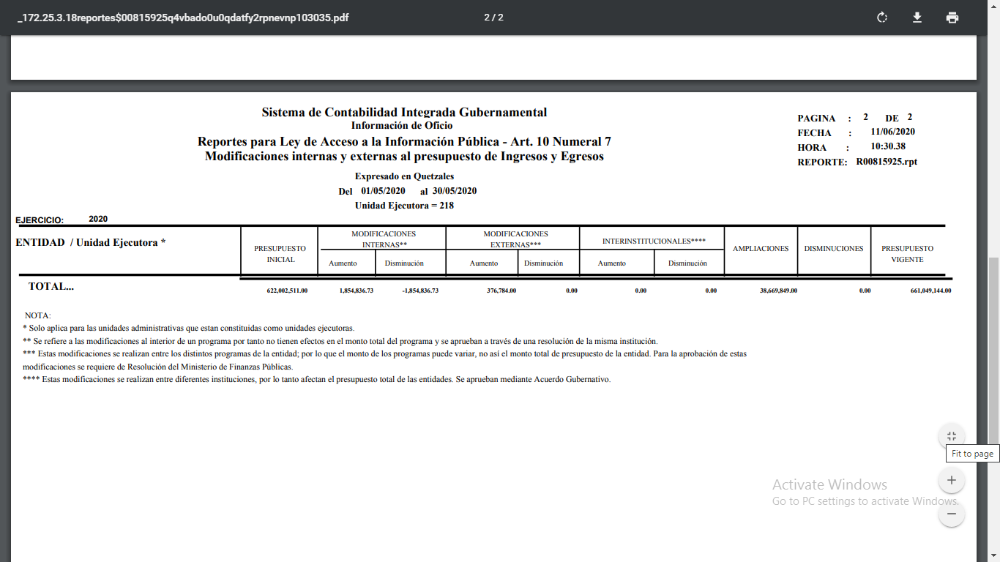 _172.25.3.18reportes$00815925q4vbado0u0qdatfy2rpnevnp103035.pdf
2 / 2
Sistema de Contabilidad Integrada Gubernamental
Información de Oficio
Reportes para Ley de Acceso a la Información Pública - Art. 10 Numeral 7
Modificaciones internas y externas al presupuesto de Ingresos y Egresos
Expresado en Quetzales
Del 01/05/2020 al 30/05/2020
Unidad Ejecutora = 218
PAGINA : 2 DE 2
FECHA : 11/06/2020
HORA : 10:30.38
REPORTE: R00815925.rpt
EJERCICIO: 2020
ENTIDAD / Unidad Ejecutora *
PRESUPUESTO
INICIAL
MODIFICACIONES
INTERNAS**
Aumento Disminución
MODIFICACIONES
EXTERNAS***
Aumento Disminución
INTERINSTITUCIONALES****
Aumento Disminución
AMPLIACIONES
DISMINUCIONES
PRESUPUESTO
VIGENTE
TOTAL... 622,002,511.00 1,854,836.73 -1,854,836.73 376,784.00 0.00 0.00 0.00 38,669,849.00 0.00 661,049,144.00
NOTA:
* Solo aplica para las unidades administrativas que estan constituidas como unidades ejecutoras.
** Se refiere a las modificaciones al interior de un programa por tanto no tienen efectos en el monto total del programa y se aprueban a través de una resolución de la misma institución.
*** Estas modificaciones se realizan entre los distintos programas de la entidad; por lo que el monto de los programas puede variar, no así el monto total de presupuesto de la entidad. Para la aprobación de estas
modificaciones se requiere de Resolución del Ministerio de Finanzas Públicas.
**** Estas modificaciones se realizan entre diferentes instituciones, por lo tanto afectan el presupuesto total de las entidades. Se aprueban mediante Acuerdo Gubernativo.
Fit to page
Activate Windows
Go to PC settings to activate Windows.